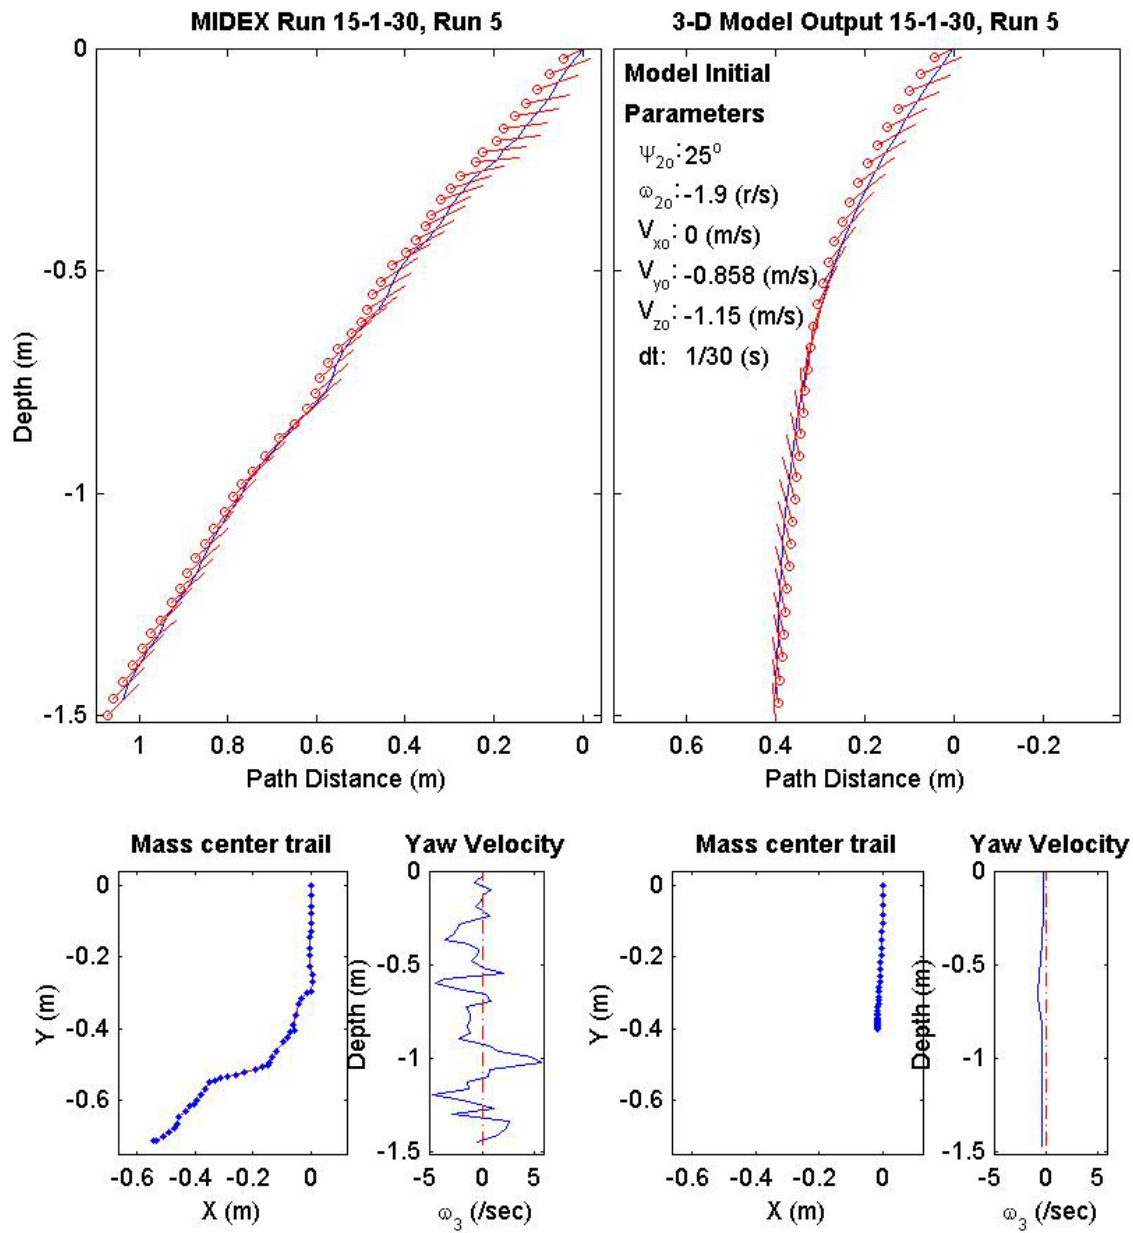 MIDEX Run 15-1-30, Run 5
0
-0.5
-1
-1.5
Depth (m)
1
0.8
0.6
0.4
0.2
0
Path Distance (m)
3-D Model Output 15-1-30, Run 5
Model Initial
Parameters
Ψ2o: 25°
ω2o: -1.9 (r/s)
Vxo: 0 (m/s)
Vyo: -0.858 (m/s)
Vzo: -1.15 (m/s)
dt: 1/30 (s)
0.6
0.4
0.2
0
-0.2
Path Distance (m)
Mass center trail
0
-0.2
-0.4
-0.6
Y (m)
-0.6
-0.4
-0.2
0
X (m)
Yaw Velocity
0
-0.5
-1
-1.5
Depth (m)
-5
0
5
ω3 (/sec)
Mass center trail
0
-0.2
-0.4
-0.6
Y (m)
-0.6
-0.4
-0.2
0
X (m)
Yaw Velocity
0
-0.5
-1
-1.5
Depth (m)
-5
0
5
ω3 (/sec)